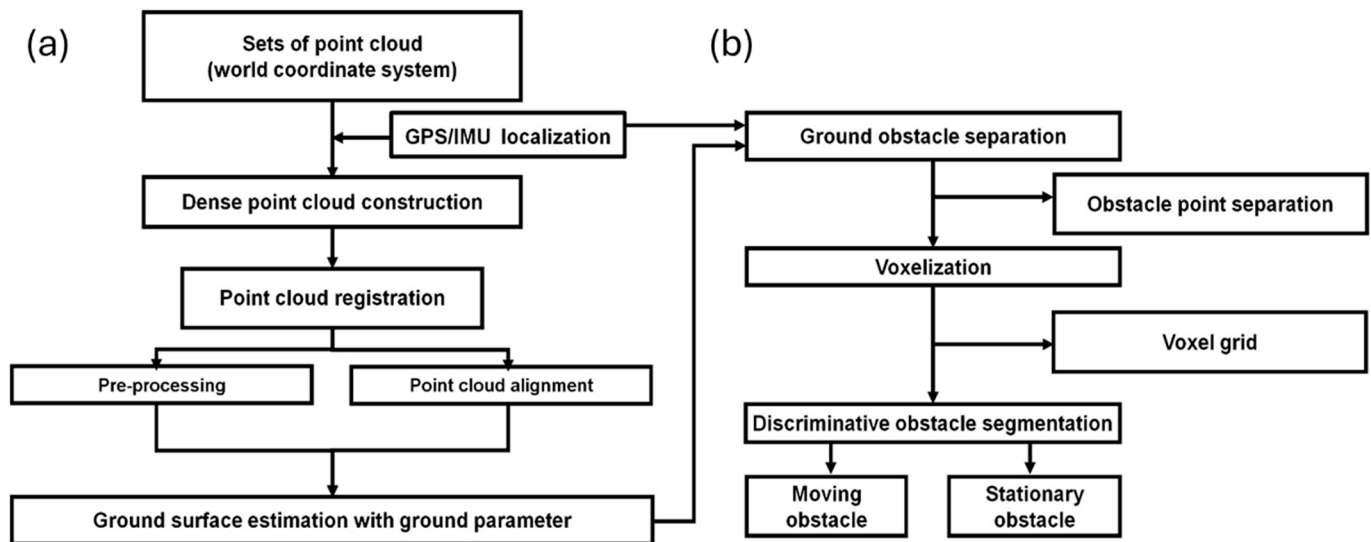 (a)
Sets of point cloud
(world coordinate system)
GPS/IMU localization
Dense point cloud construction
Point cloud registration
Pre-processing
Point cloud alignment
Ground surface estimation with ground parameter
(b)
Ground obstacle separation
Obstacle point separation
Voxelization
Voxel grid
Discriminative obstacle segmentation
Moving
obstacle
Stationary
obstacle